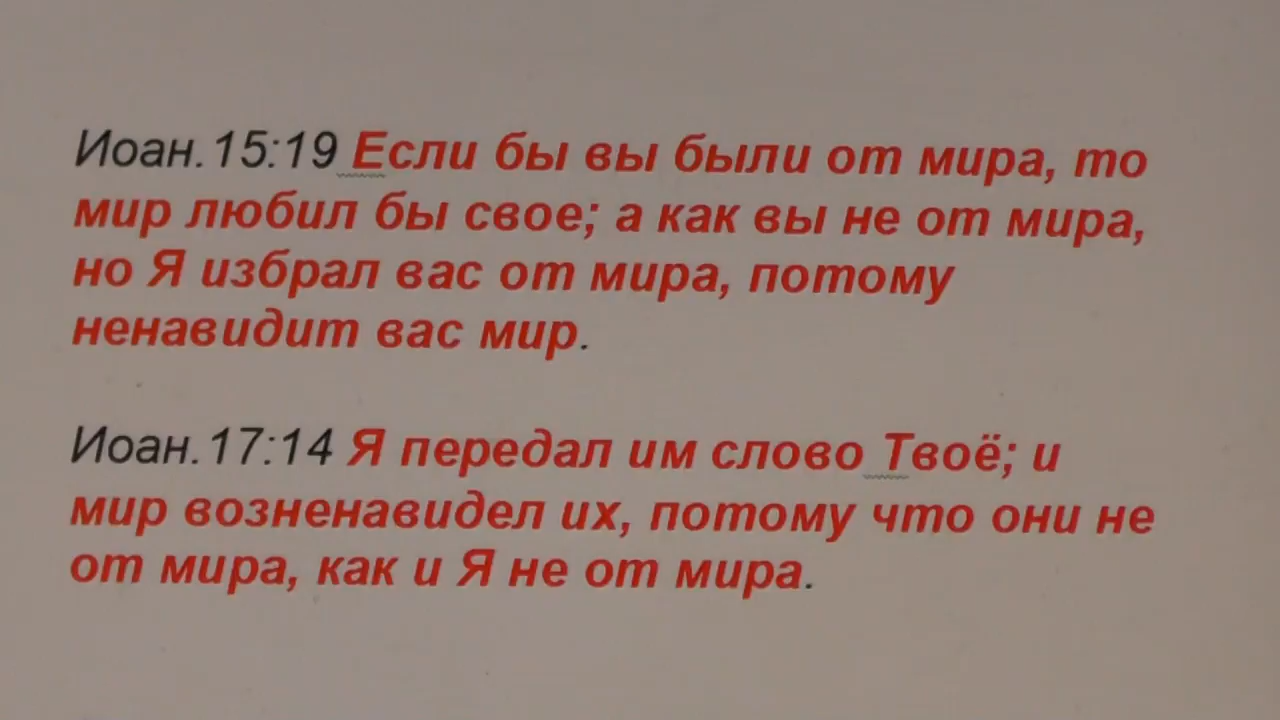 Иоан.15:19 Если бы вы были от мира, то
мир любил бы свое; а как вы не от мира,
но Я избрал вас от мира, потому
ненавидит вас мир.
Иоан.17:14 Я передал им слово Твоё; и
мир возненавидел их, потому что они не
от мира, как и Я не от мира.